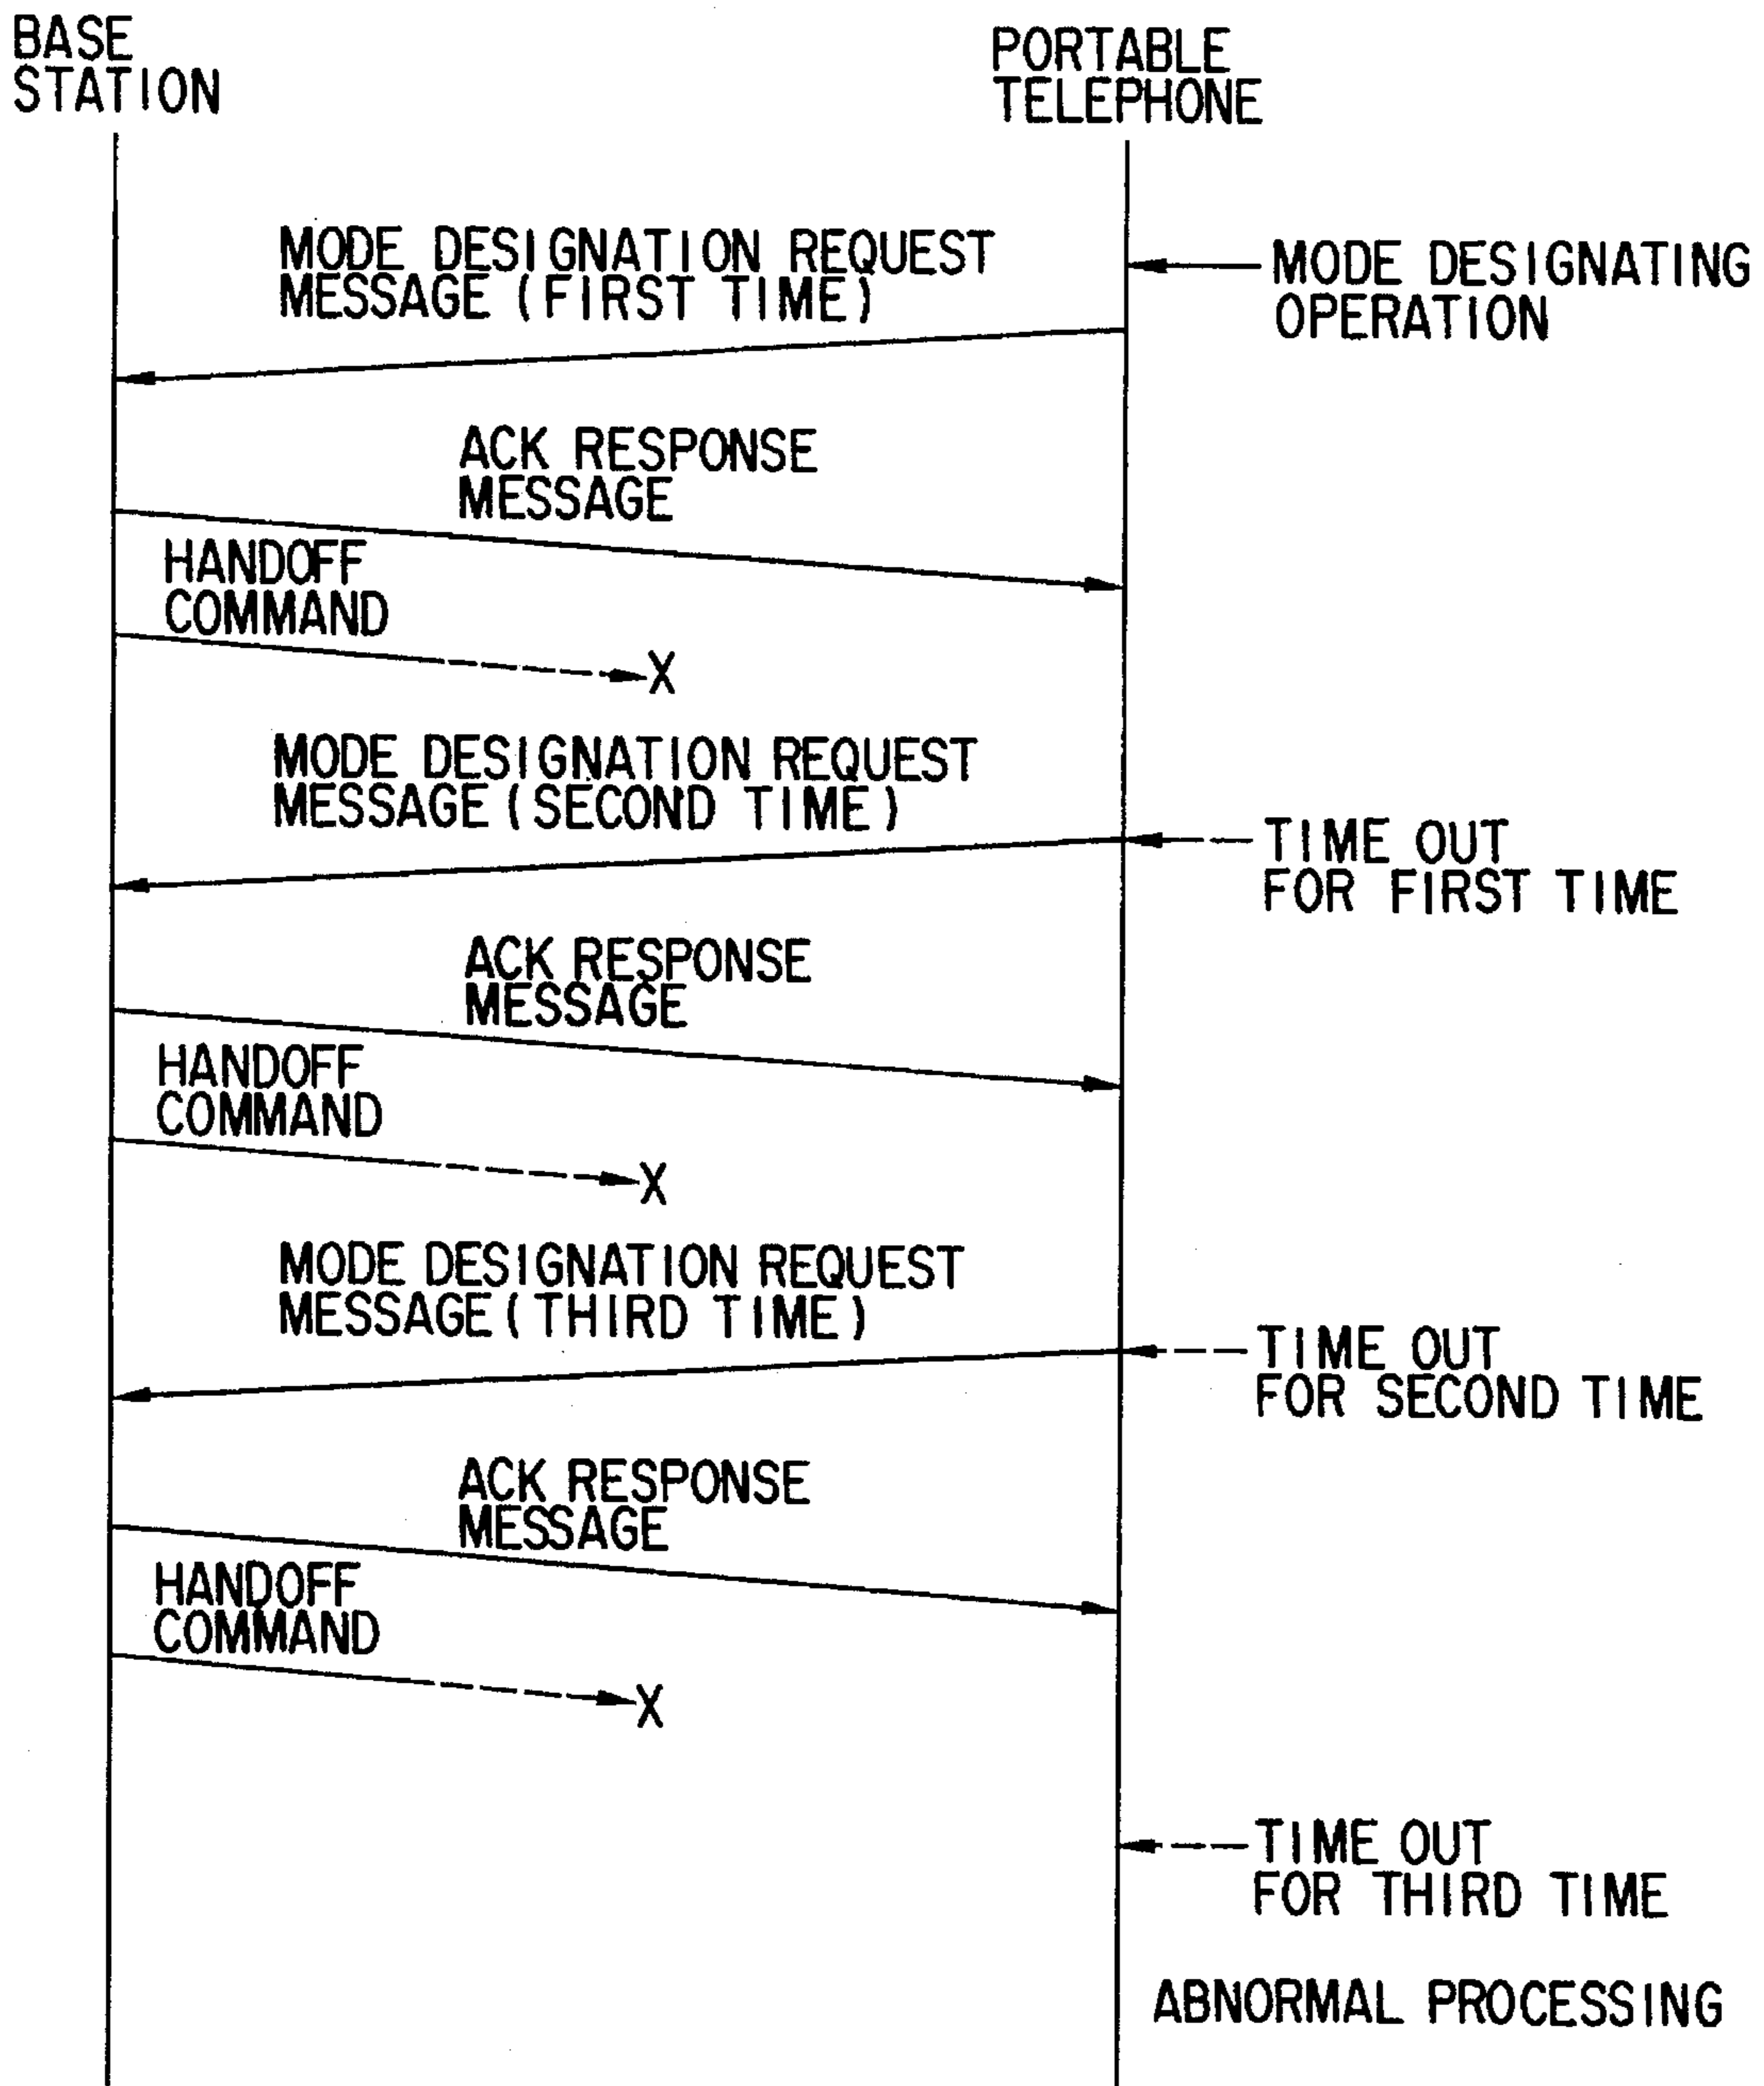 BASE
STATION
PORTABLE
TELEPHONE
MODE DESIGNATION REQUEST
MESSAGE (FIRST TIME)
MODE DESIGNATING
OPERATION
ACK RESPONSE
MESSAGE
HANDOFF
COMMAND
X
MODE DESIGNATION REQUEST
MESSAGE (SECOND TIME)
TIME OUT
FOR FIRST TIME
ACK RESPONSE
MESSAGE
HANDOFF
COMMAND
X
MODE DESIGNATION REQUEST
MESSAGE (THIRD TIME)
TIME OUT
FOR SECOND TIME
ACK RESPONSE
MESSAGE
HANDOFF
COMMAND
X
TIME OUT
FOR THIRD TIME
ABNORMAL PROCESSING